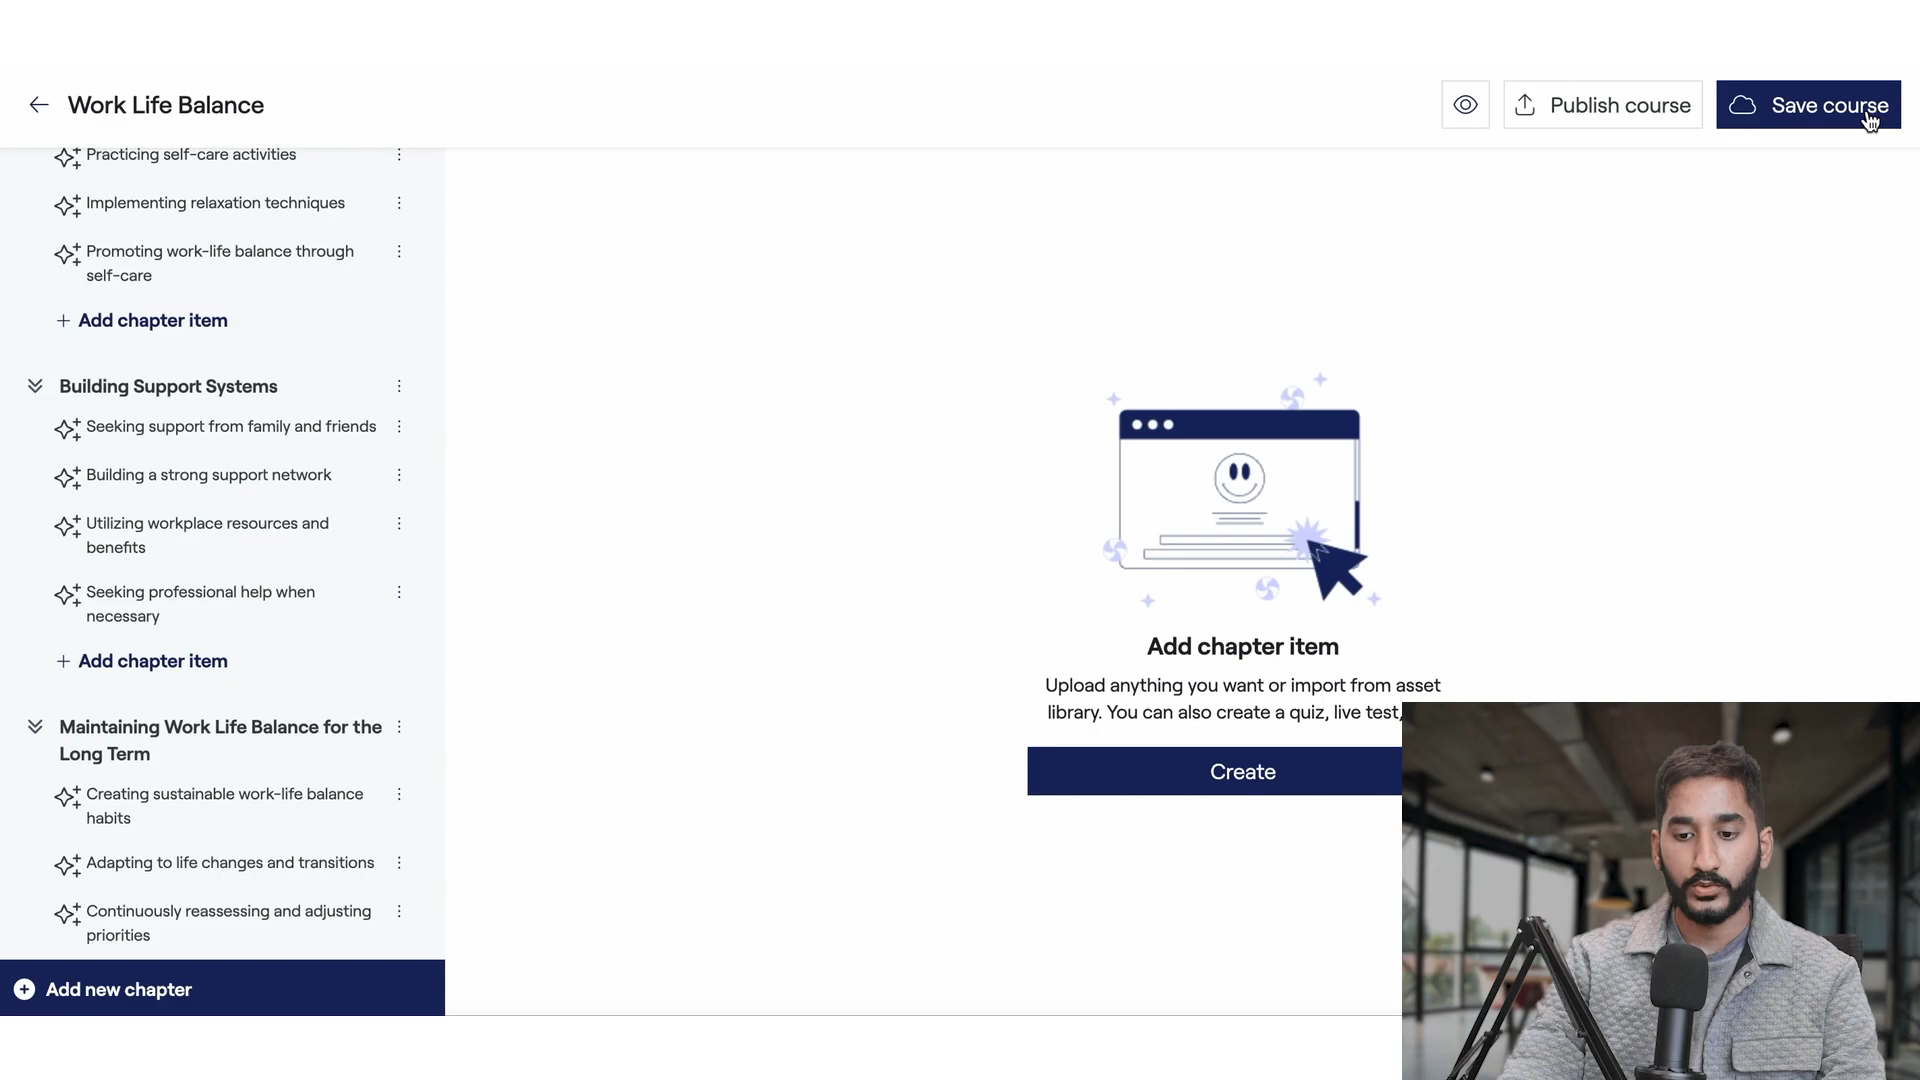 Work Life Balance
Publish course
Save course
Practicing self-care activities
Implementing relaxation techniques
Promoting work-life balance through
self-care
+ Add chapter item
Building Support Systems
Seeking support from family and friends
Building a strong support network
Utilizing workplace resources and
benefits
Seeking professional help when
necessary
+ Add chapter item
Maintaining Work Life Balance for the
Long Term
Creating sustainable work-life balance
habits
Adapting to life changes and transitions
Continuously reassessing and adjusting
priorities
Add new chapter
Add chapter item
Upload anything you want or import from asset
library. You can also create a quiz, live test,
Create